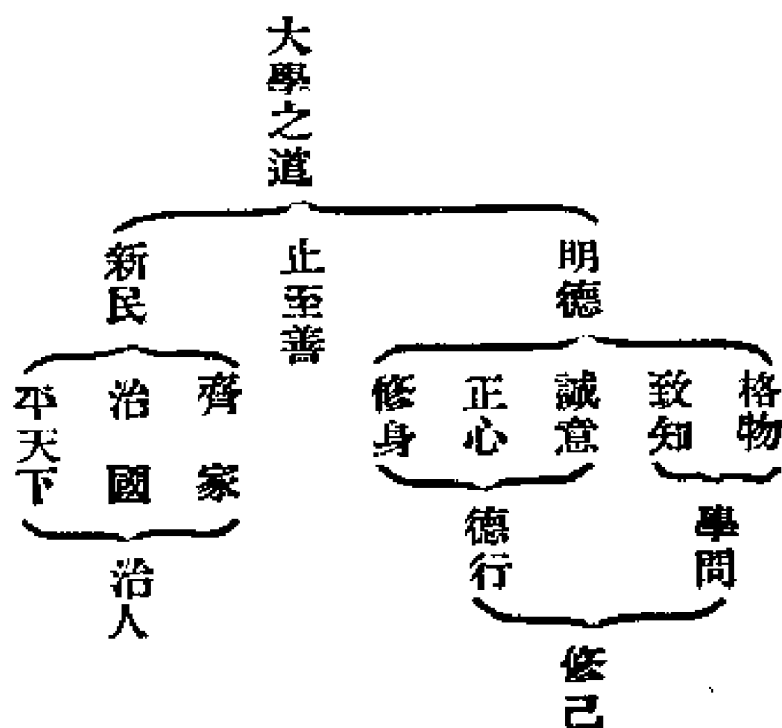 大學之道
明德
止至善
新民
格物
致知
誠意
正心
修身
齊家
治國
平天下
學問
德行
治人
修己